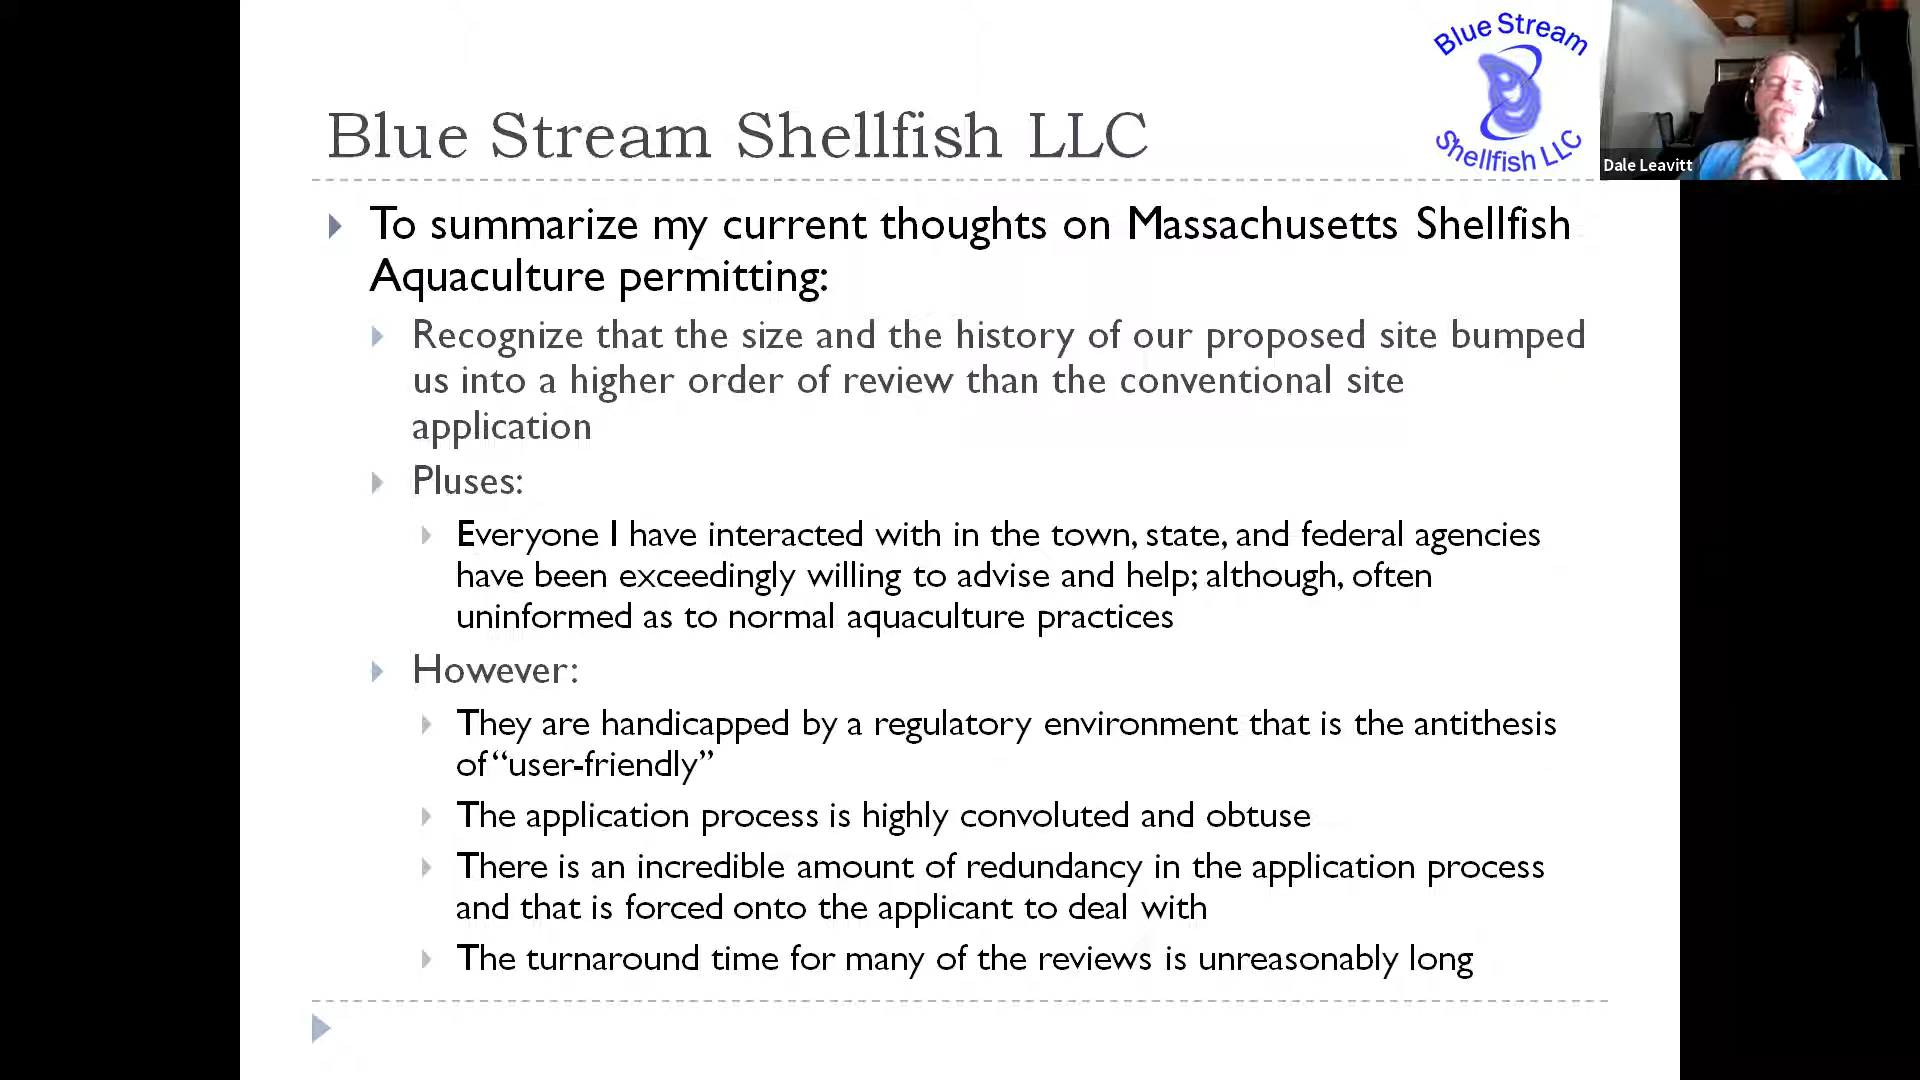 Blue Stream
Shellfish LLC
Dale Leavitt
Blue Stream Shellfish LLC
To summarize my current thoughts on Massachusetts Shellfish
Aquaculture permitting:
Recognize that the size and the history of our proposed site bumped
us into a higher order of review than the conventional site
application
Pluses:
Everyone I have interacted with in the town, state, and federal agencies
have been exceedingly willing to advise and help; although, often
uninformed as to normal aquaculture practices
However:
They are handicapped by a regulatory environment that is the antithesis
of “user-friendly”
The application process is highly convoluted and obtuse
There is an incredible amount of redundancy in the application process
and that is forced onto the applicant to deal with
The turnaround time for many of the reviews is unreasonably long